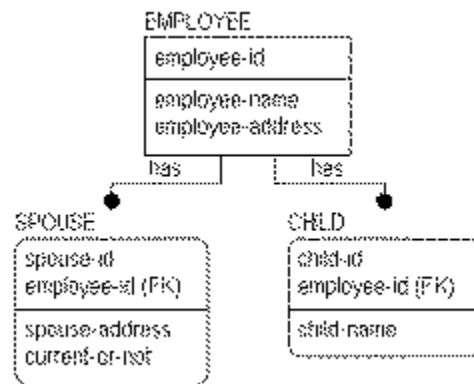 EMPLOYEE
employee-id
employee-name
employee-address
has
has
SPOUSE
spouse-id
employee-id (FK)
spouse-address
current-or-not
CHILD
child-id
employee-id (FK)
child-name